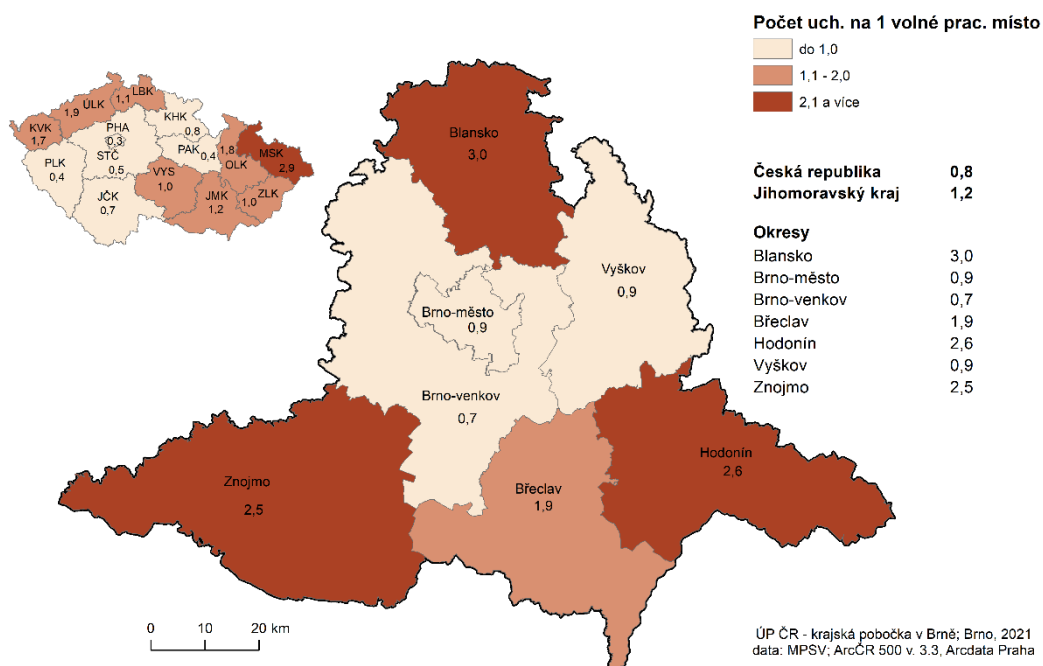 Počet uch. na 1 volné prac. místo
do 1,0
1,1 - 2,0
2,1 a více
LBK
1,1
ÚLK
1,9
KHK
0,8
KVK
1,7
PHA
0,3
STČ
0,5
PAK
0,4
1,8
OLK
MSK
2,9
PLK
0,4
VYS
1,0
JČK
0,7
JMK
1,2
ZLK
1,0
Blansko
3,0
Vyškov
0,9
Brno-město
0,9
Brno-venkov
0,7
Znojmo
2,5
Břeclav
1,9
Hodonín
2,6
Česká republika 0,8
Jihomoravský kraj 1,2
Okresy
Blansko 3,0
Brno-město 0,9
Brno-venkov 0,7
Břeclav 1,9
Hodonín 2,6
Vyškov 0,9
Znojmo 2,5
0 10 20 km
ÚP ČR - krajská pobočka v Brně; Brno, 2021
data: MPSV; ArcČR 500 v. 3.3, Arcdata Praha